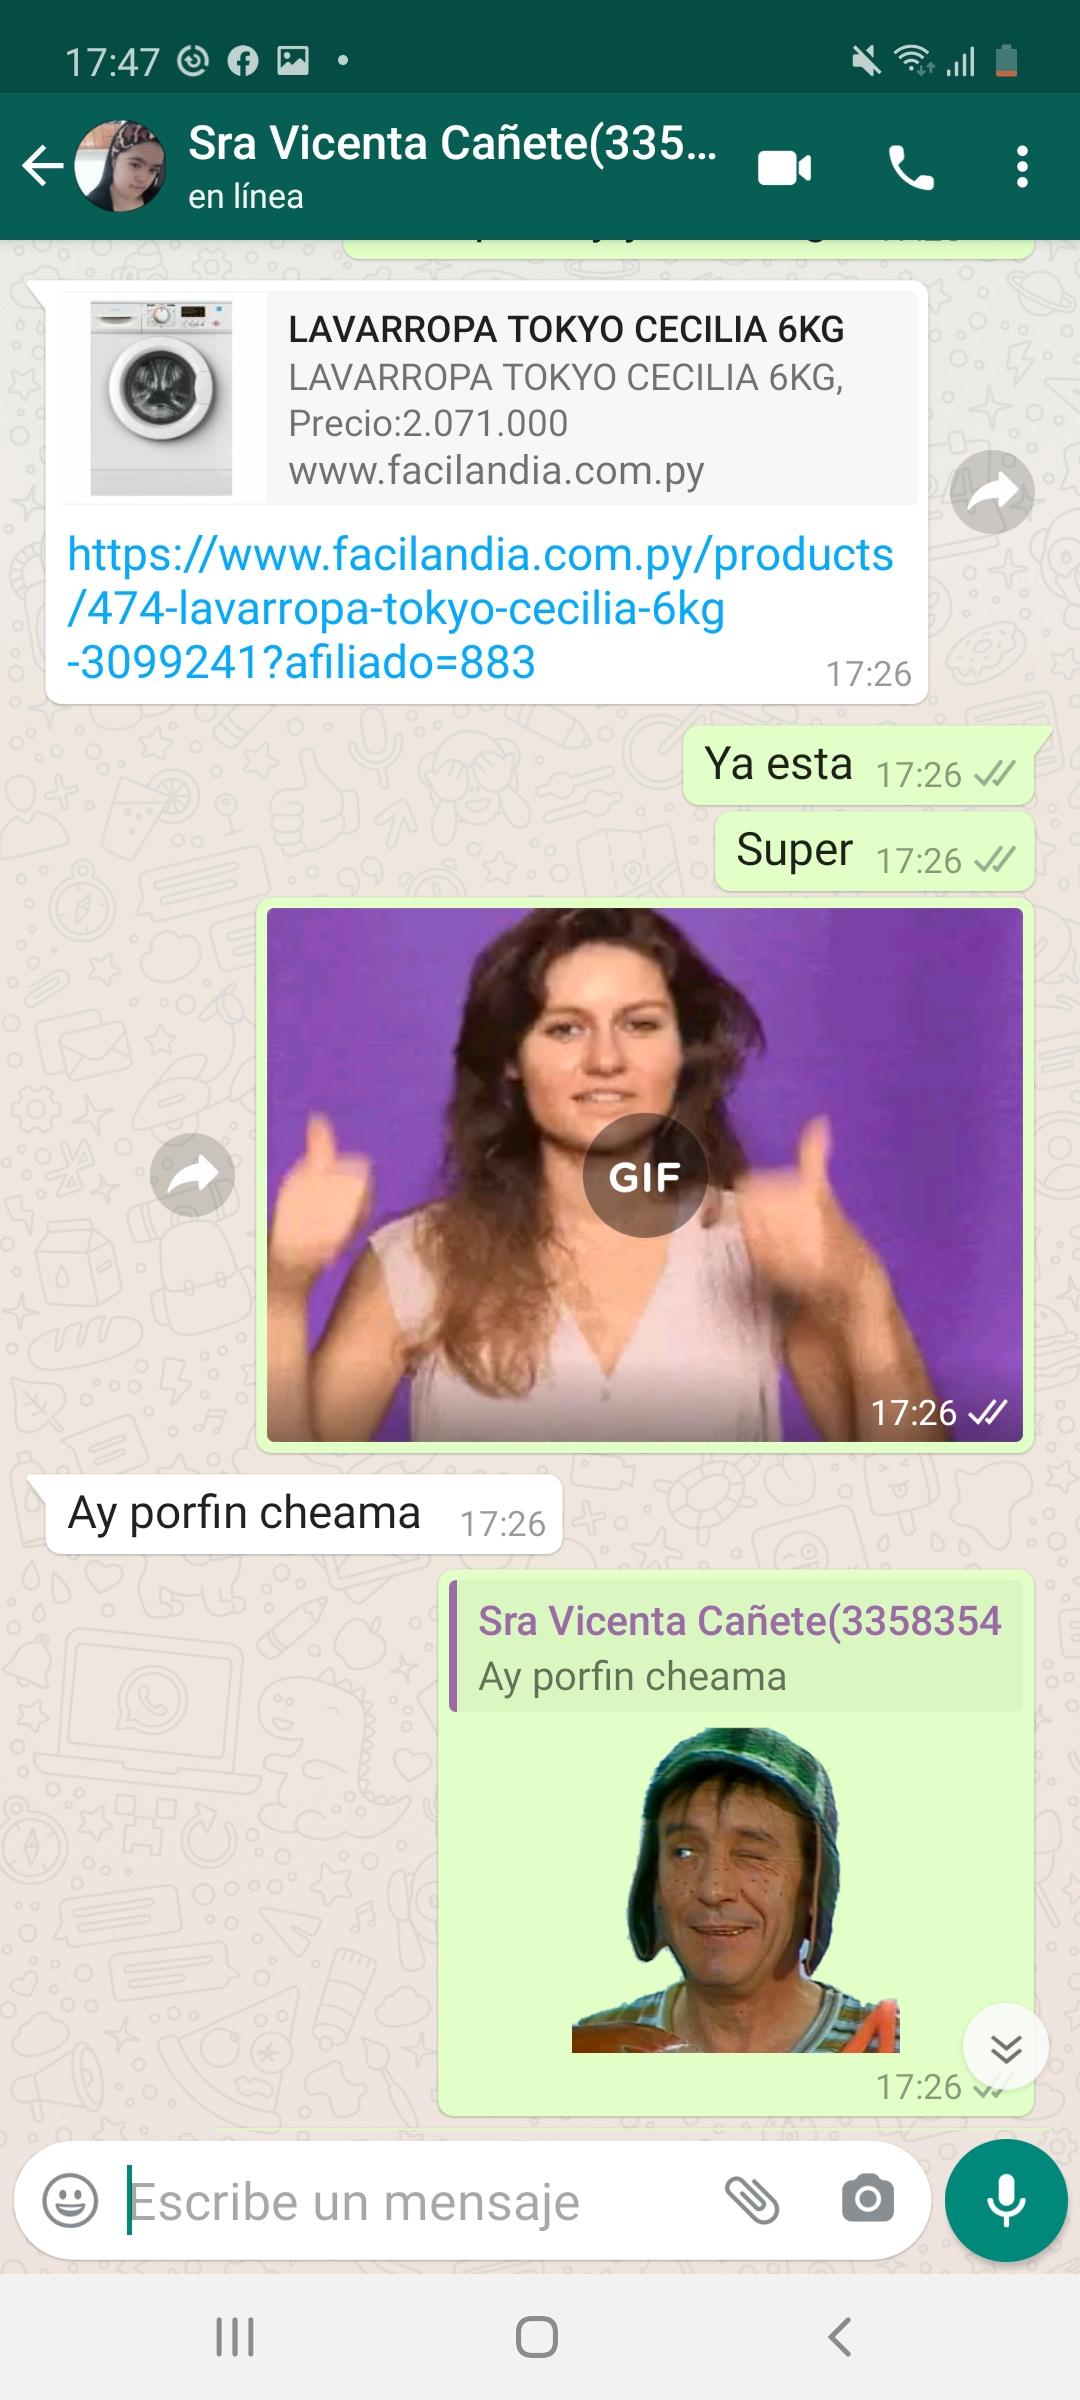 17:47
Sra Vicenta Cañete(335...
en línea
LAVARROPA TOKYO CECILIA 6KG
LAVARROPA TOKYO CECILIA 6KG,
Precio:2.071.000
www.facilandia.com.py
https://www.facilandia.com.py/products
/474-lavarropa-tokyo-cecilia-6kg
-3099241?afiliado=883
17:26
Ya esta 17:26
Super 17:26
GIF
17:26
Ay porfin cheama 17:26
Sra Vicenta Cañete(3358354
Ay porfin cheama
17:26
Escribe un mensaje